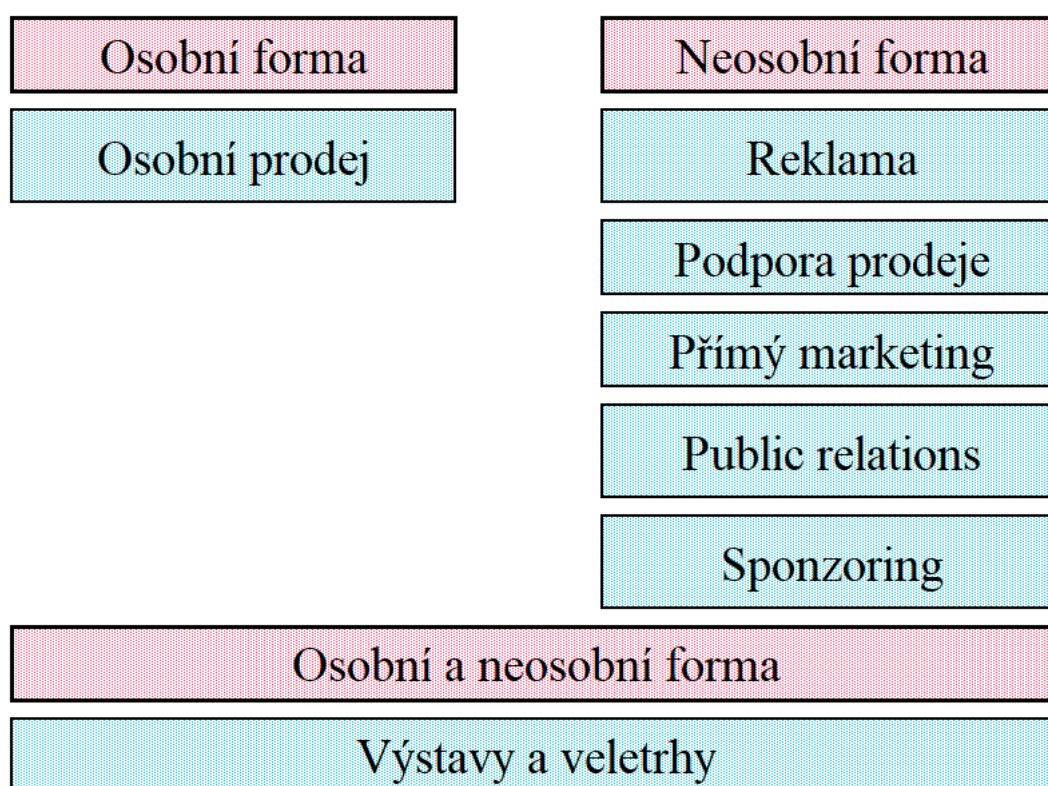 Osobní forma
Neosobní forma
Osobní prodej
Reklama
Podpora prodeje
Přímý marketing
Public relations
Sponzoring
Osobní a neosobní forma
Výstavy a veletrhy